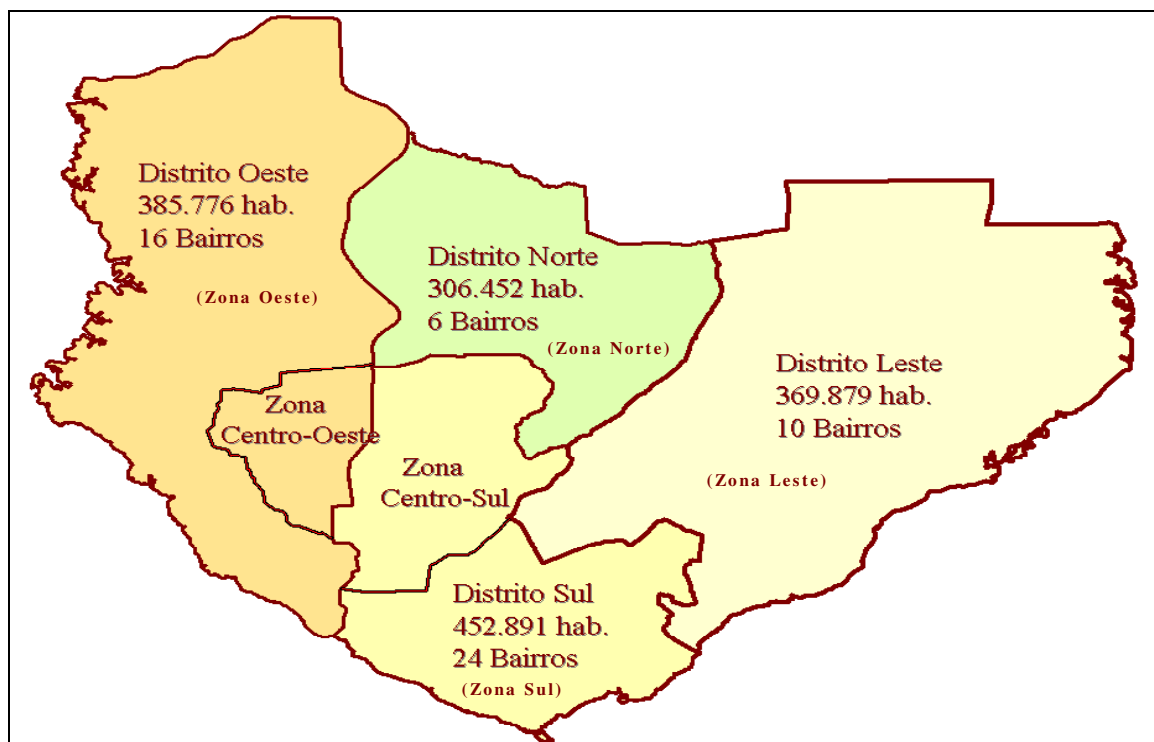 Distrito Oeste
385.776 hab.
16 Bairros
(Zona Oeste)
Distrito Norte
306.452 hab.
6 Bairros
(Zona Norte)
Distrito Leste
369.879 hab.
10 Bairros
(Zona Leste)
Zona
Centro-Oeste
Zona
Centro-Sul
Distrito Sul
452.891 hab.
24 Bairros
(Zona Sul)